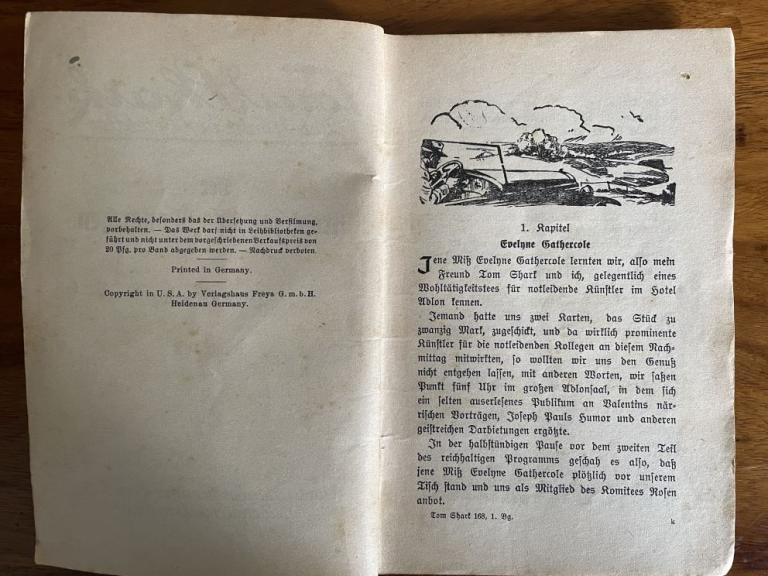 Alle Rechte, besonders das der Übersetzung und Verfilmung,
vorbehalten. — Das Werk darf nicht in Leihbibliotheken ge-
führt und nicht unter dem vorgeschriebenen Verkaufspreis von
20 Pfg. pro Band abgegeben werden. — Nachdruck verboten.
Printed in Germany.
Copyright in U. S. A. by Verlagshaus Freya G. m. b. H.
Heidenau Germany.
1. Kapitel
Evelyne Gathercole
Jene Miß Evelyne Gathercole lernten wir, also mein
Freund Tom Shark und ich, gelegentlich eines
Wohltätigkeitstees für notleidende Künstler im Hotel
Adlon kennen.
Jemand hatte uns zwei Karten, das Stück zu
zwanzig Mark, zugeschickt, und da wirklich prominente
Künstler für die notleidenden Kollegen an diesem Nach-
mittag mitwirkten, so wollten wir uns den Genuß
nicht entgehen lassen, mit anderen Worten, wir saßen
Punkt fünf Uhr im großen Adlonsaal, in dem sich
ein selten auserlesenes Publikum an Valentins när-
rischen Vorträgen, Joseph Pauls Humor und anderen
geistreichen Darbietungen ergötzte.
In der halbstündigen Pause vor dem zweiten Teil
des reichhaltigen Programms geschah es also, daß
jene Miß Evelyne Gathercole plötzlich vor unserem
Tisch stand und uns als Mitglied des Komitees Rosen
anbot.
Tom Shark 168, 1. Bg.
k